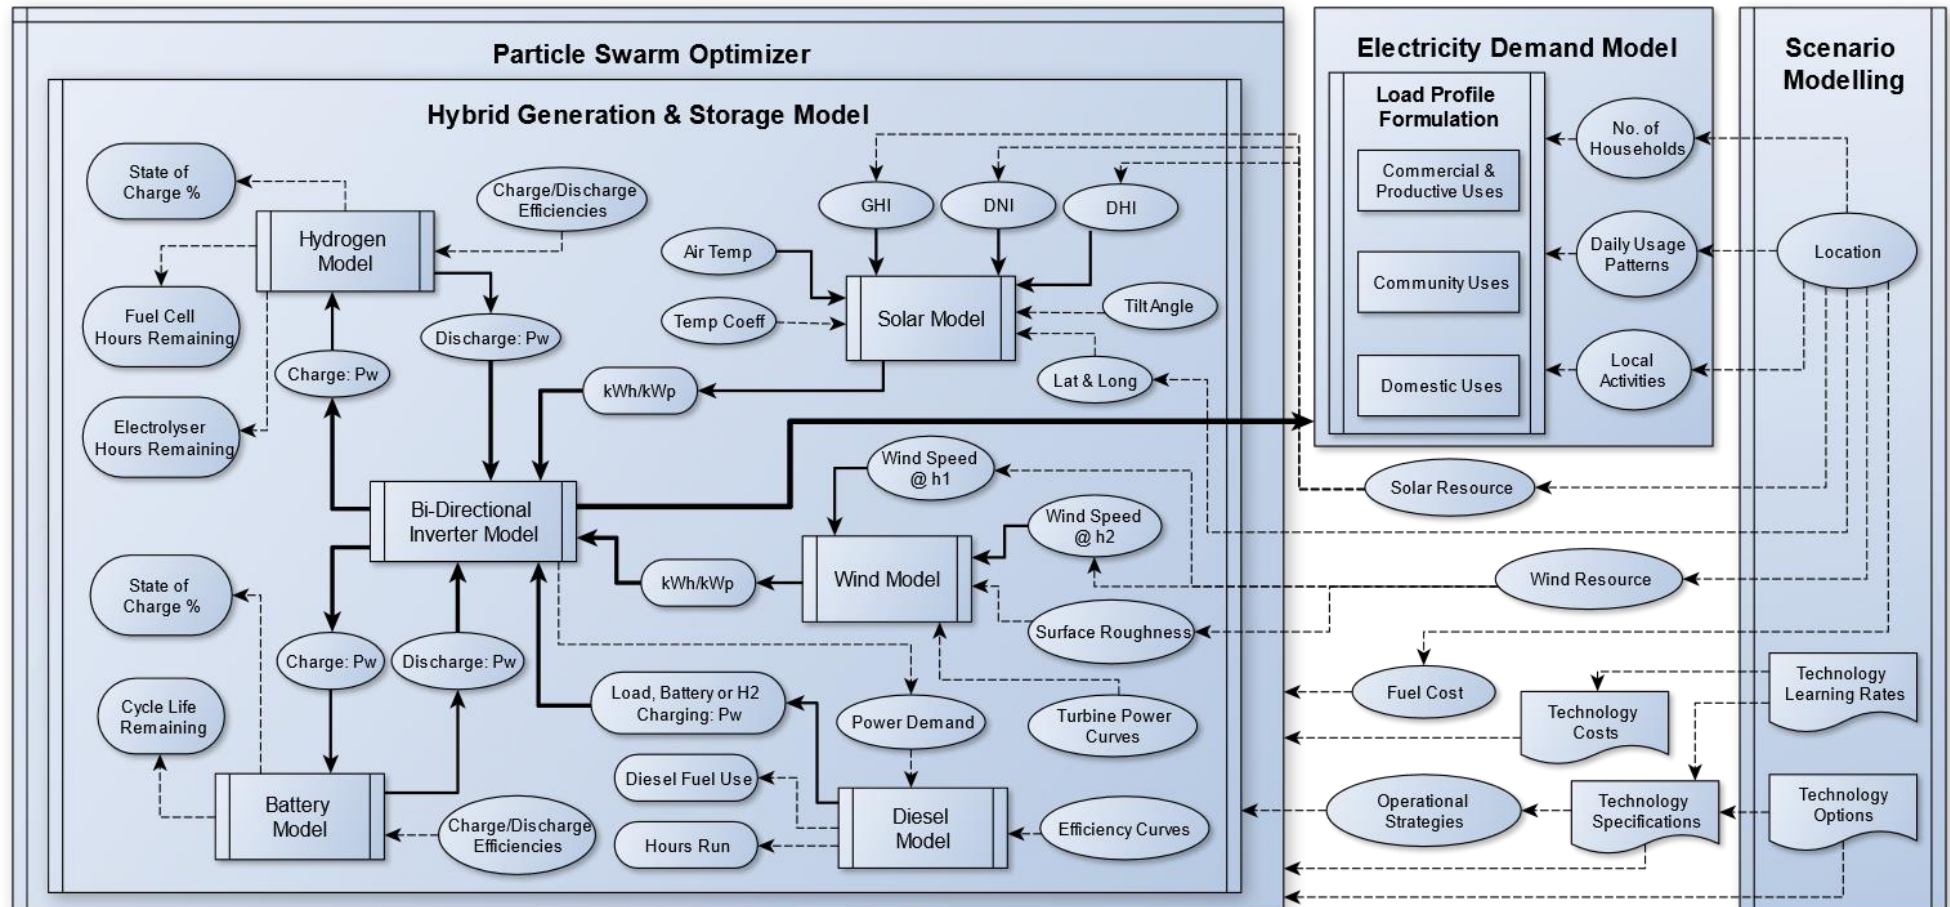 Particle Swarm Optimizer
Hybrid Generation & Storage Model
State of
Charge %
Hydrogen
Model
Charge/Discharge
Efficiencies
Fuel Cell
Hours Remaining
Charge: Pw
Discharge: Pw
Electrolyser
Hours Remaining
GHI
DNI
DHI
Air Temp
Temp Coeff
Solar Model
Tilt Angle
Lat & Long
kWh/kWp
Bi-Directional
Inverter Model
Wind Speed
@ h1
Wind Speed
@ h2
Wind Model
kWh/kWp
Surface Roughness
State of
Charge %
Charge: Pw
Discharge: Pw
Cycle Life
Remaining
Battery
Model
Charge/Discharge
Efficiencies
Load, Battery or H2
Charging: Pw
Power Demand
Turbine Power
Curves
Diesel Fuel Use
Hours Run
Diesel
Model
Efficiency Curves
Electricity Demand Model
Load Profile
Formulation
Commercial &
Productive Uses
Community Uses
Domestic Uses
No. of
Households
Daily Usage
Patterns
Local
Activities
Solar Resource
Wind Resource
Fuel Cost
Technology
Costs
Operational
Strategies
Technology
Specifications
Scenario
Modelling
Location
Technology
Learning Rates
Technology
Options